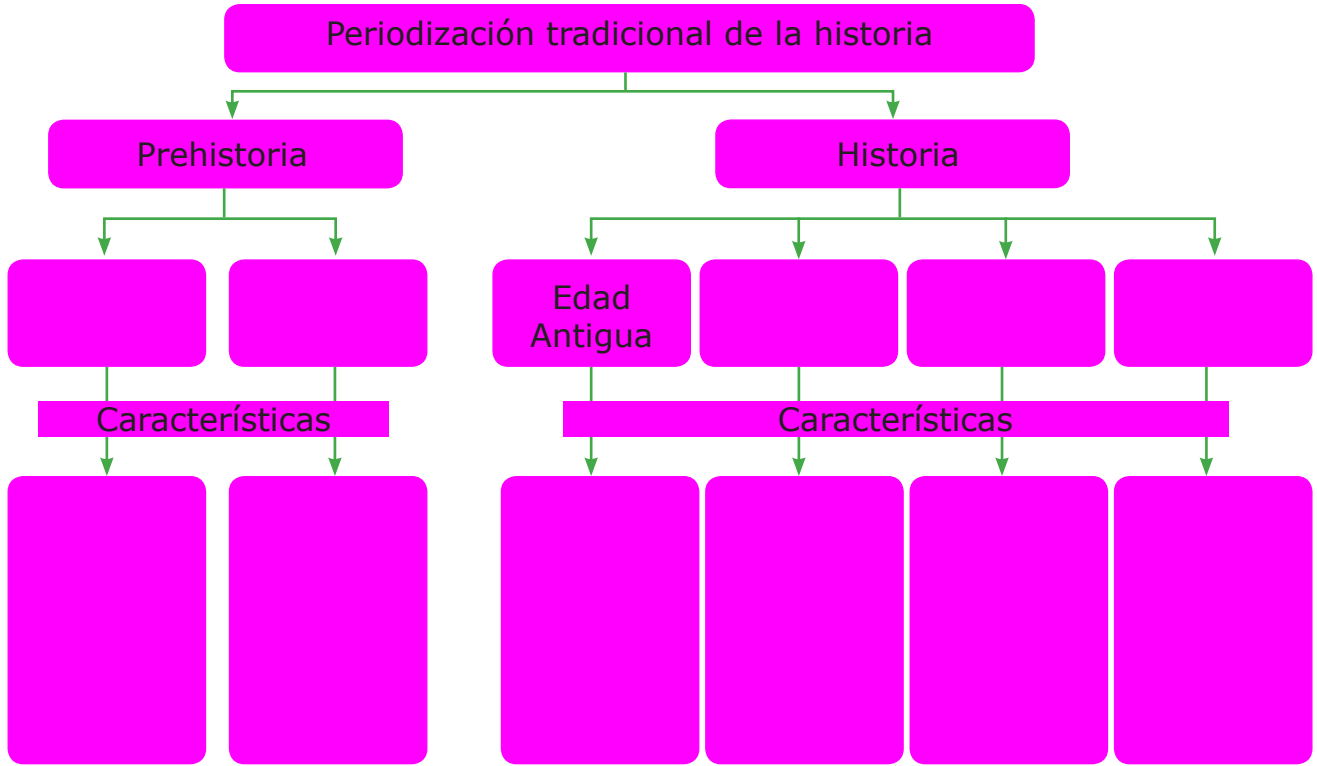 Periodización tradicional de la historia
Prehistoria
Historia
Edad
Antigua
Características
Características